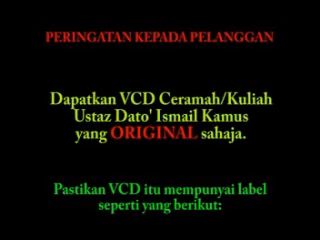 PERINGATAN KEPADA PELANGGAN
Dapatkan VCD Ceramah/Kuliah
Ustaz Dato' Ismail Kamus
yang ORIGINAL sahaja.
Pastikan VCD itu mempunyai label
seperti yang berikut: